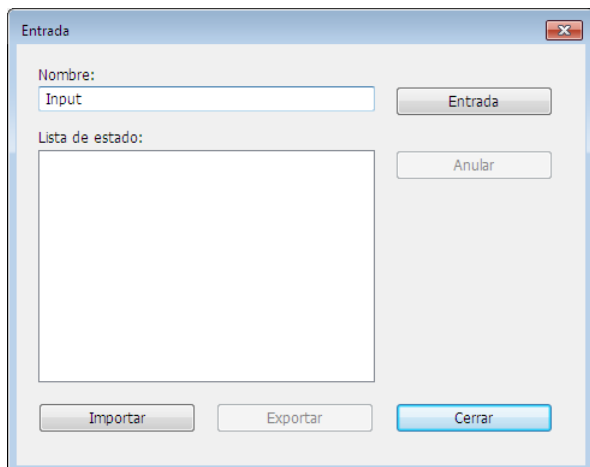 Entrada
Nombre:
Input
Entrada
Lista de estado:
Anular
Importar
Exportar
Cerrar